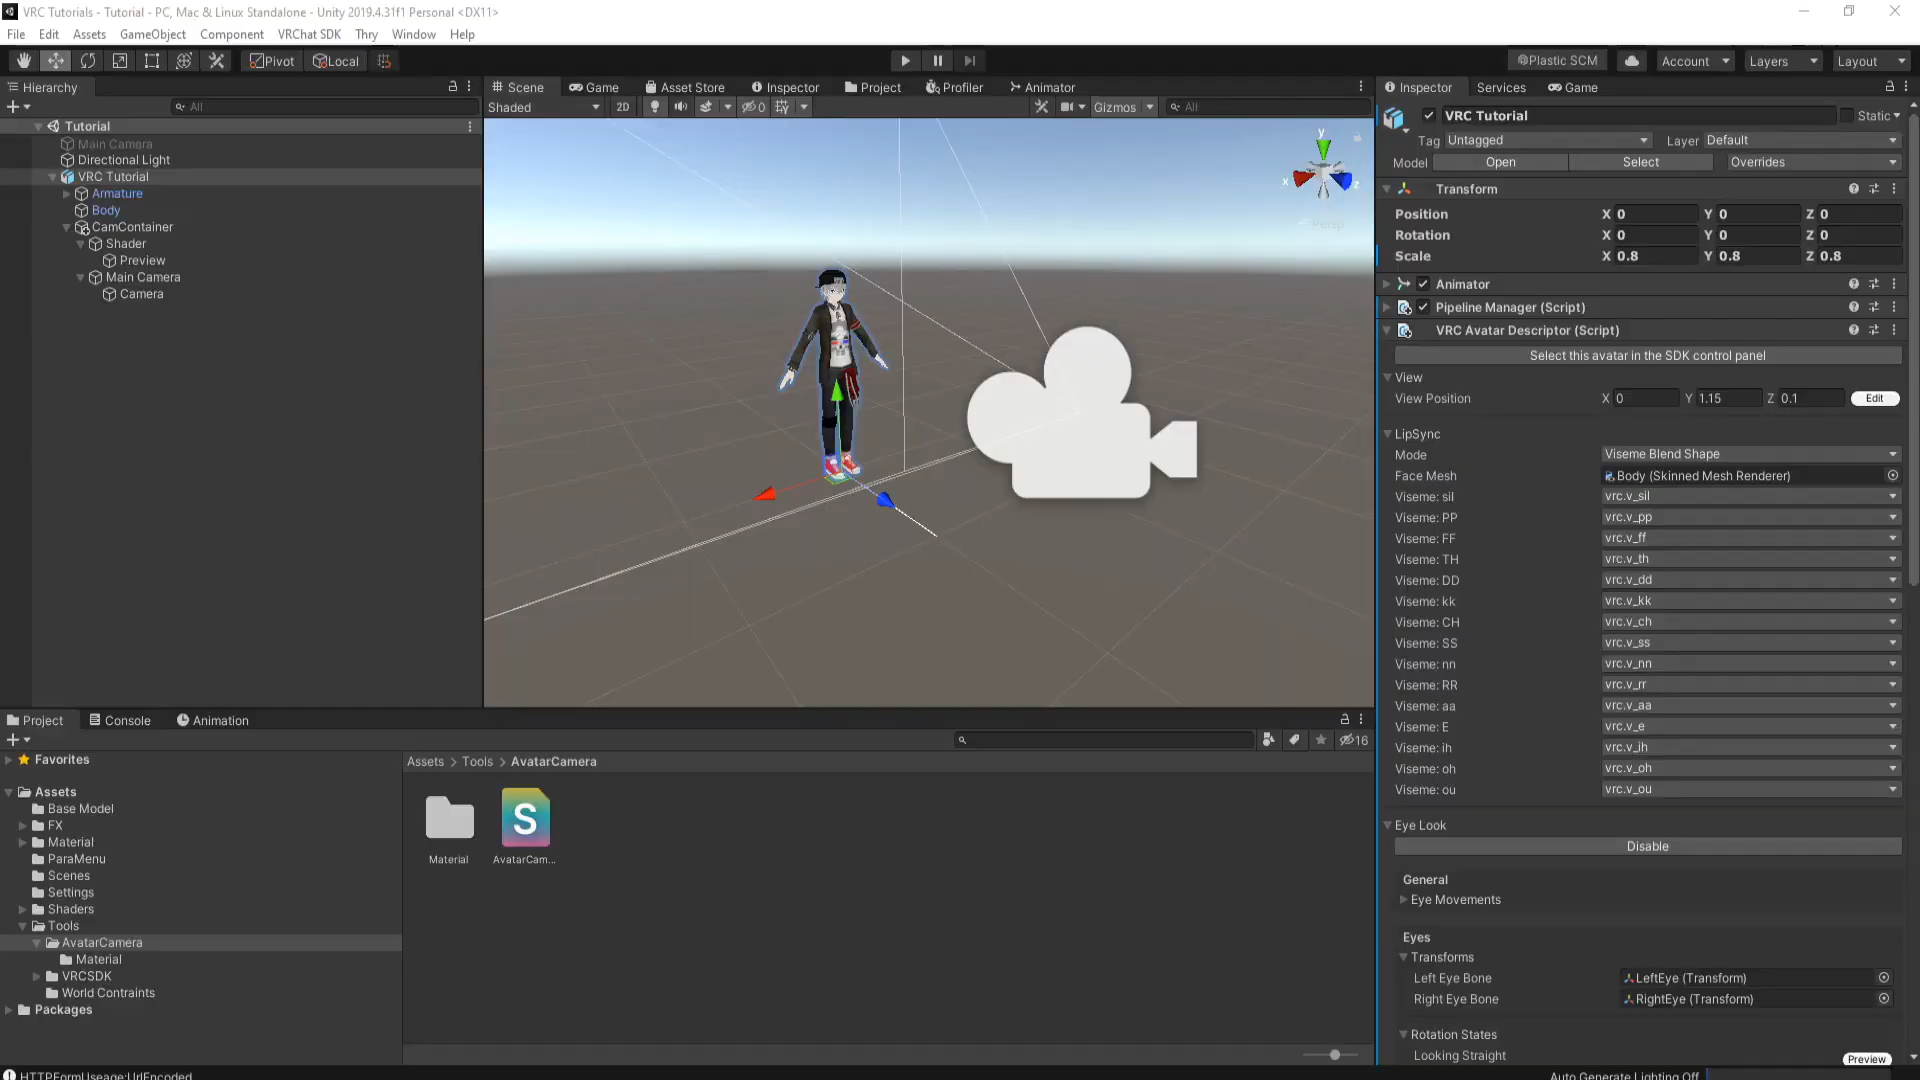 VRC Tutorials - Tutorial - PC, Mac & Linux Standalone - Unity 2019.4.31f1 Personal <DX11>
File Edit Assets GameObject Component VRChat SDK Thry Window Help
Pivot Local Plastic SCM Account Layers Layout
Hierarchy
All
Tutorial
Main Camera
Directional Light
VRC Tutorial
Armature
Body
CamContainer
Shader
Preview
Main Camera
Camera
Scene Game Asset Store Inspector Project Profiler Animator
Shaded 2D 0 Gizmos All
y
x z
Persp
Inspector Services Game
VRC Tutorial Static
Tag Untagged Layer Default
Model Open Select Overrides
Transform
Position X 0 Y 0 Z 0
Rotation X 0 Y 0 Z 0
Scale X 0.8 Y 0.8 Z 0.8
Animator
Pipeline Manager (Script)
VRC Avatar Descriptor (Script)
Select this avatar in the SDK control panel
View
View Position X 0 Y 1.15 Z 0.1 Edit
LipSync
Mode Viseme Blend Shape
Face Mesh Body (Skinned Mesh Renderer)
Viseme: sil vrc.v_sil
Viseme: PP vrc.v_pp
Viseme: FF vrc.v_ff
Viseme: TH vrc.v_th
Viseme: DD vrc.v_dd
Viseme: kk vrc.v_kk
Viseme: CH vrc.v_ch
Viseme: SS vrc.v_ss
Viseme: nn vrc.v_nn
Viseme: RR vrc.v_rr
Viseme: aa vrc.v_aa
Viseme: E vrc.v_e
Viseme: ih vrc.v_ih
Viseme: oh vrc.v_oh
Viseme: ou vrc.v_ou
Eye Look
Disable
General
Eye Movements
Eyes
Transforms
Left Eye Bone LeftEye (Transform)
Right Eye Bone RightEye (Transform)
Rotation States
Looking Straight
Preview
Project Console Animation
16
Favorites
Assets
Base Model
FX
Material
ParaMenu
Scenes
Settings
Shaders
Tools
AvatarCamera
Material
VRCSDK
World Contraints
Packages
Assets > Tools > AvatarCamera
S
Material AvatarCam...
HTTPFormUseage:UrlEncoded
Auto Generate Lighting Off